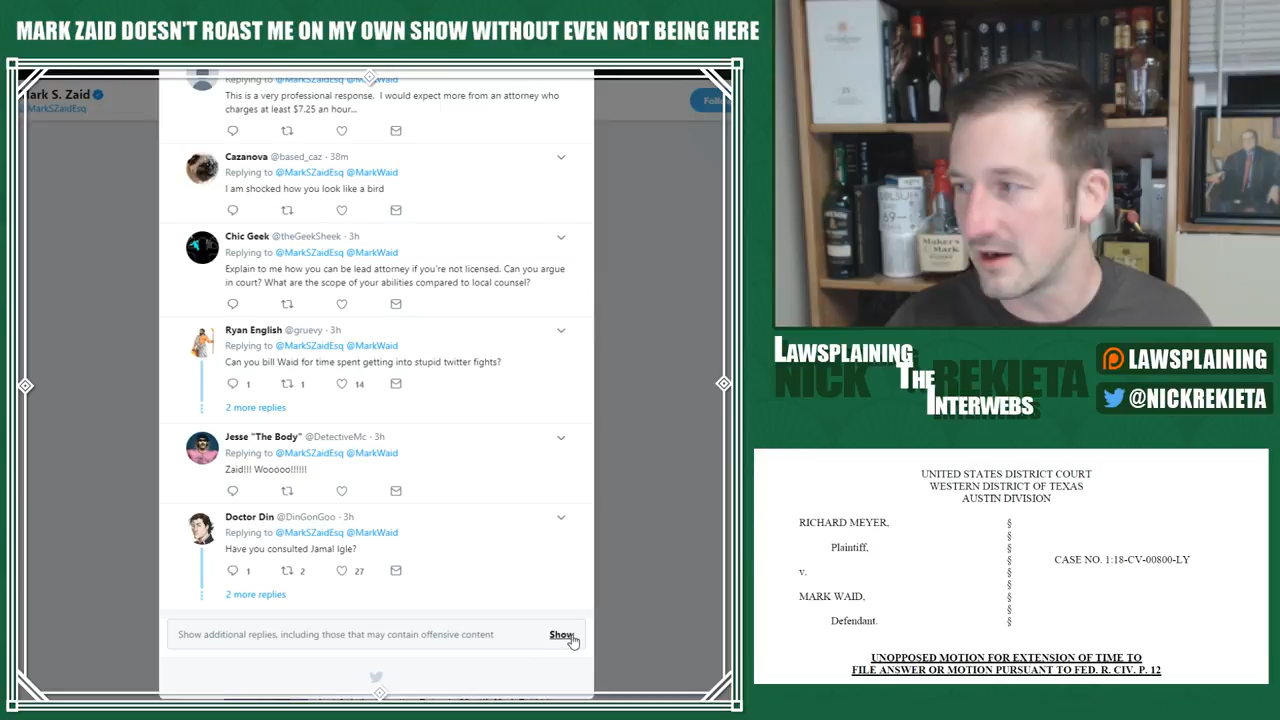 MARK ZAID DOESN'T ROAST ME ON MY OWN SHOW WITHOUT EVEN NOT BEING HERE
Mark S. Zaid
MarkSZaidEsq
Replying to @MarkSZaidEsq @MarkWaid
This is a very professional response. I would expect more from an attorney who
charges at least $7.25 an hour...
Cazanova @based_caz · 38m
Replying to @MarkSZaidEsq @MarkWaid
I am shocked how you look like a bird
Chic Geek @theGeekSheek · 3h
Replying to @MarkSZaidEsq @MarkWaid
Explain to me how you can be lead attorney if you're not licensed. Can you argue
in court? What are the scope of your abilities compared to local counsel?
Ryan English @gruevy · 3h
Replying to @MarkSZaidEsq @MarkWaid
Can you bill Waid for time spent getting into stupid twitter fights?
1 1 14
2 more replies
Jesse "The Body" @DetectiveMc · 3h
Replying to @MarkSZaidEsq @MarkWaid
Zaid!!! Wooooo!!!!!!
Doctor Din @DinGonGoo · 3h
Replying to @MarkSZaidEsq @MarkWaid
Have you consulted Jamal Igle?
1 2 27
2 more replies
Show additional replies, including those that may contain offensive content Show
Maker's
Mark
LAWSPLAINING
THE
INTERWEBS
NICK REKIETA
LAWSPLAINING
@NICKREKIETA
UNITED STATES DISTRICT COURT
WESTERN DISTRICT OF TEXAS
AUSTIN DIVISION
RICHARD MEYER, §
§
Plaintiff, §
§ CASE NO. 1:18-CV-00800-LY
v. §
§
MARK WAID, §
§
Defendant. §
UNOPPOSED MOTION FOR EXTENSION OF TIME TO
FILE ANSWER OR MOTION PURSUANT TO FED. R. CIV. P. 12